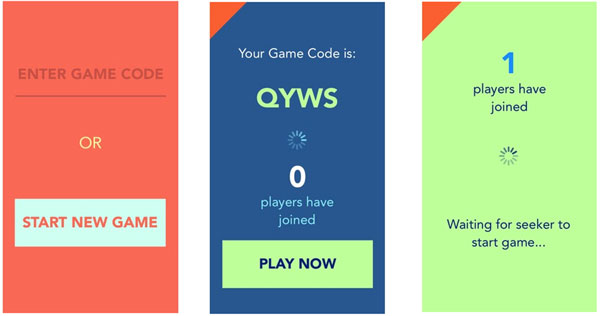 ENTER GAME CODE
OR
START NEW GAME
Your Game Code is:
QYWS
0
players have
joined
PLAY NOW
1
players have
joined
Waiting for seeker to
start game...